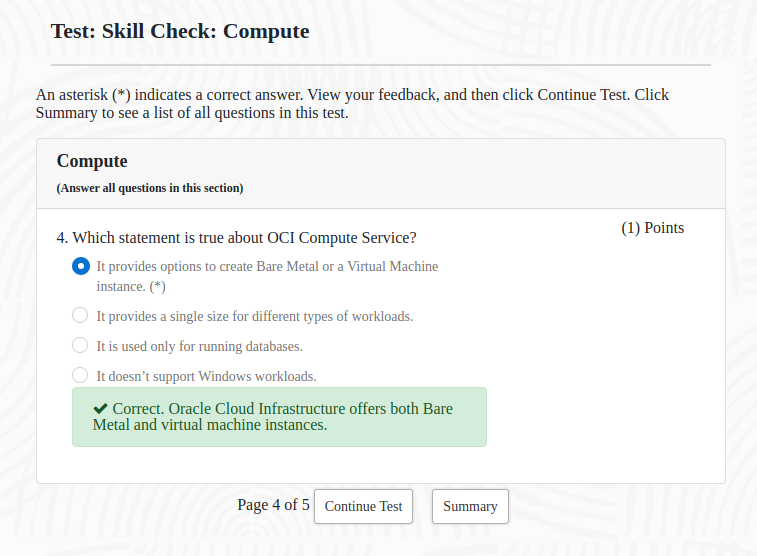 Test: Skill Check: Compute
An asterisk (*) indicates a correct answer. View your feedback, and then click Continue Test. Click
Summary to see a list of all questions in this test.
Compute
(Answer all questions in this section)
4. Which statement is true about OCI Compute Service?
(1) Points
It provides options to create Bare Metal or a Virtual Machine
instance. (*)
It provides a single size for different types of workloads.
It is used only for running databases.
It doesn’t support Windows workloads.
✔ Correct. Oracle Cloud Infrastructure offers both Bare
Metal and virtual machine instances.
Page 4 of 5 Continue Test Summary